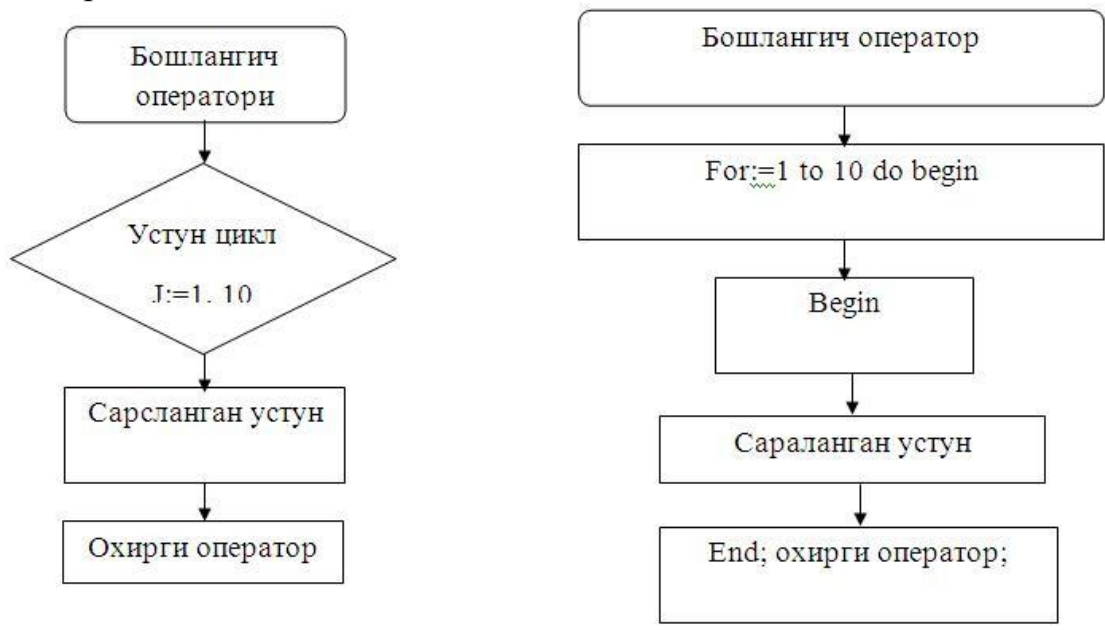 Бошлангич
оператори
Устун цикл
J:=1. 10
Сарсланган устун
Охирги оператор
Бошлангич оператор
For:=1 to 10 do begin
Begin
Сараланган устун
End; охирги оператор;